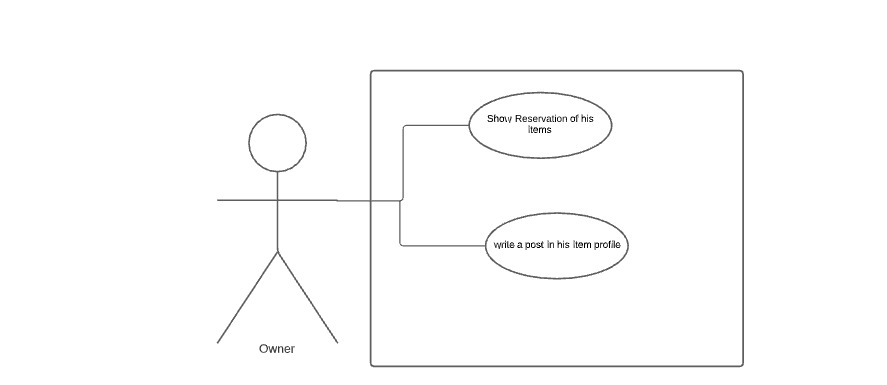 Show Reservation of his
items
write a post in his item profile
Owner